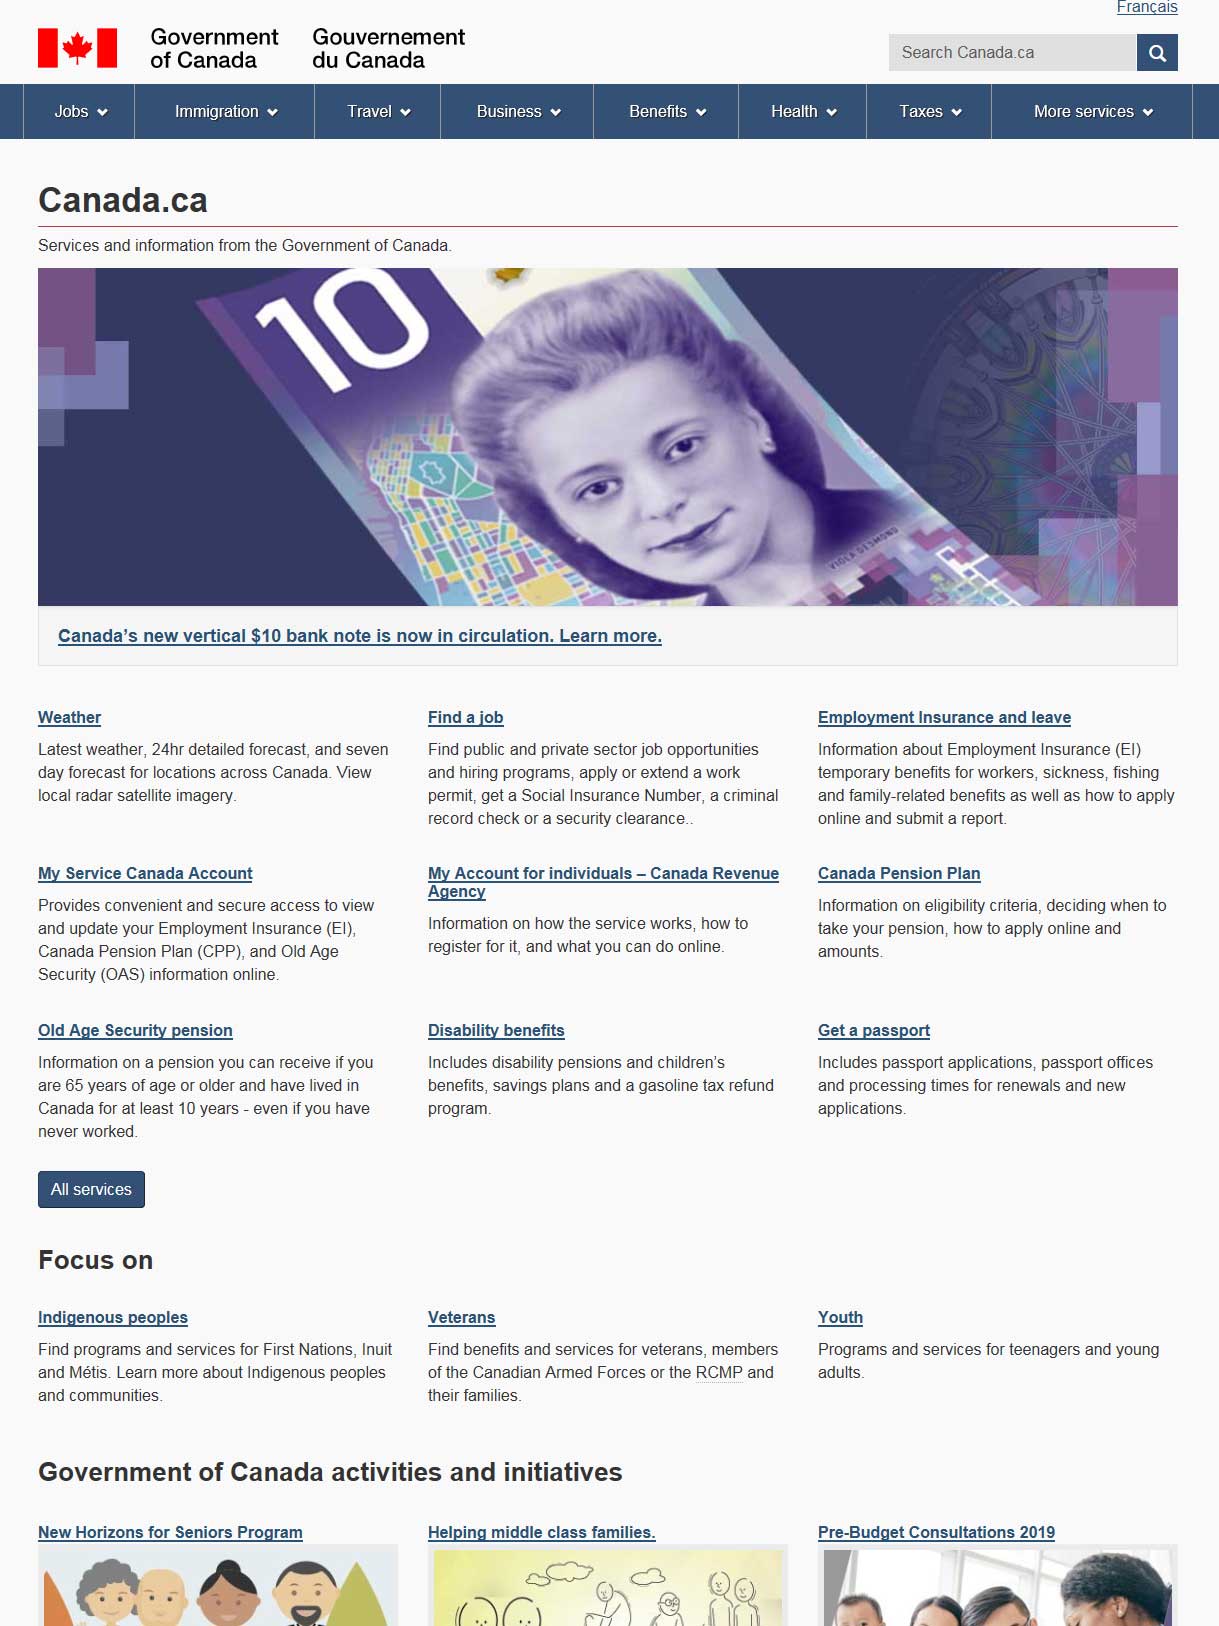 Français
Government
of Canada
Gouvernement
du Canada
Search Canada.ca
Jobs
Immigration
Travel
Business
Benefits
Health
Taxes
More services
Canada.ca
Services and information from the Government of Canada.
10
VIOLA DESMOND
Canada’s new vertical $10 bank note is now in circulation. Learn more.
Weather
Latest weather, 24hr detailed forecast, and seven
day forecast for locations across Canada. View
local radar satellite imagery.
Find a job
Find public and private sector job opportunities
and hiring programs, apply or extend a work
permit, get a Social Insurance Number, a criminal
record check or a security clearance..
Employment Insurance and leave
Information about Employment Insurance (EI)
temporary benefits for workers, sickness, fishing
and family-related benefits as well as how to apply
online and submit a report.
My Service Canada Account
Provides convenient and secure access to view
and update your Employment Insurance (EI),
Canada Pension Plan (CPP), and Old Age
Security (OAS) information online.
My Account for individuals – Canada Revenue
Agency
Information on how the service works, how to
register for it, and what you can do online.
Canada Pension Plan
Information on eligibility criteria, deciding when to
take your pension, how to apply online and
amounts.
Old Age Security pension
Information on a pension you can receive if you
are 65 years of age or older and have lived in
Canada for at least 10 years - even if you have
never worked.
Disability benefits
Includes disability pensions and children’s
benefits, savings plans and a gasoline tax refund
program.
Get a passport
Includes passport applications, passport offices
and processing times for renewals and new
applications.
All services
Focus on
Indigenous peoples
Find programs and services for First Nations, Inuit
and Métis. Learn more about Indigenous peoples
and communities.
Veterans
Find benefits and services for veterans, members
of the Canadian Armed Forces or the RCMP and
their families.
Youth
Programs and services for teenagers and young
adults.
Government of Canada activities and initiatives
New Horizons for Seniors Program
Helping middle class families.
Pre-Budget Consultations 2019